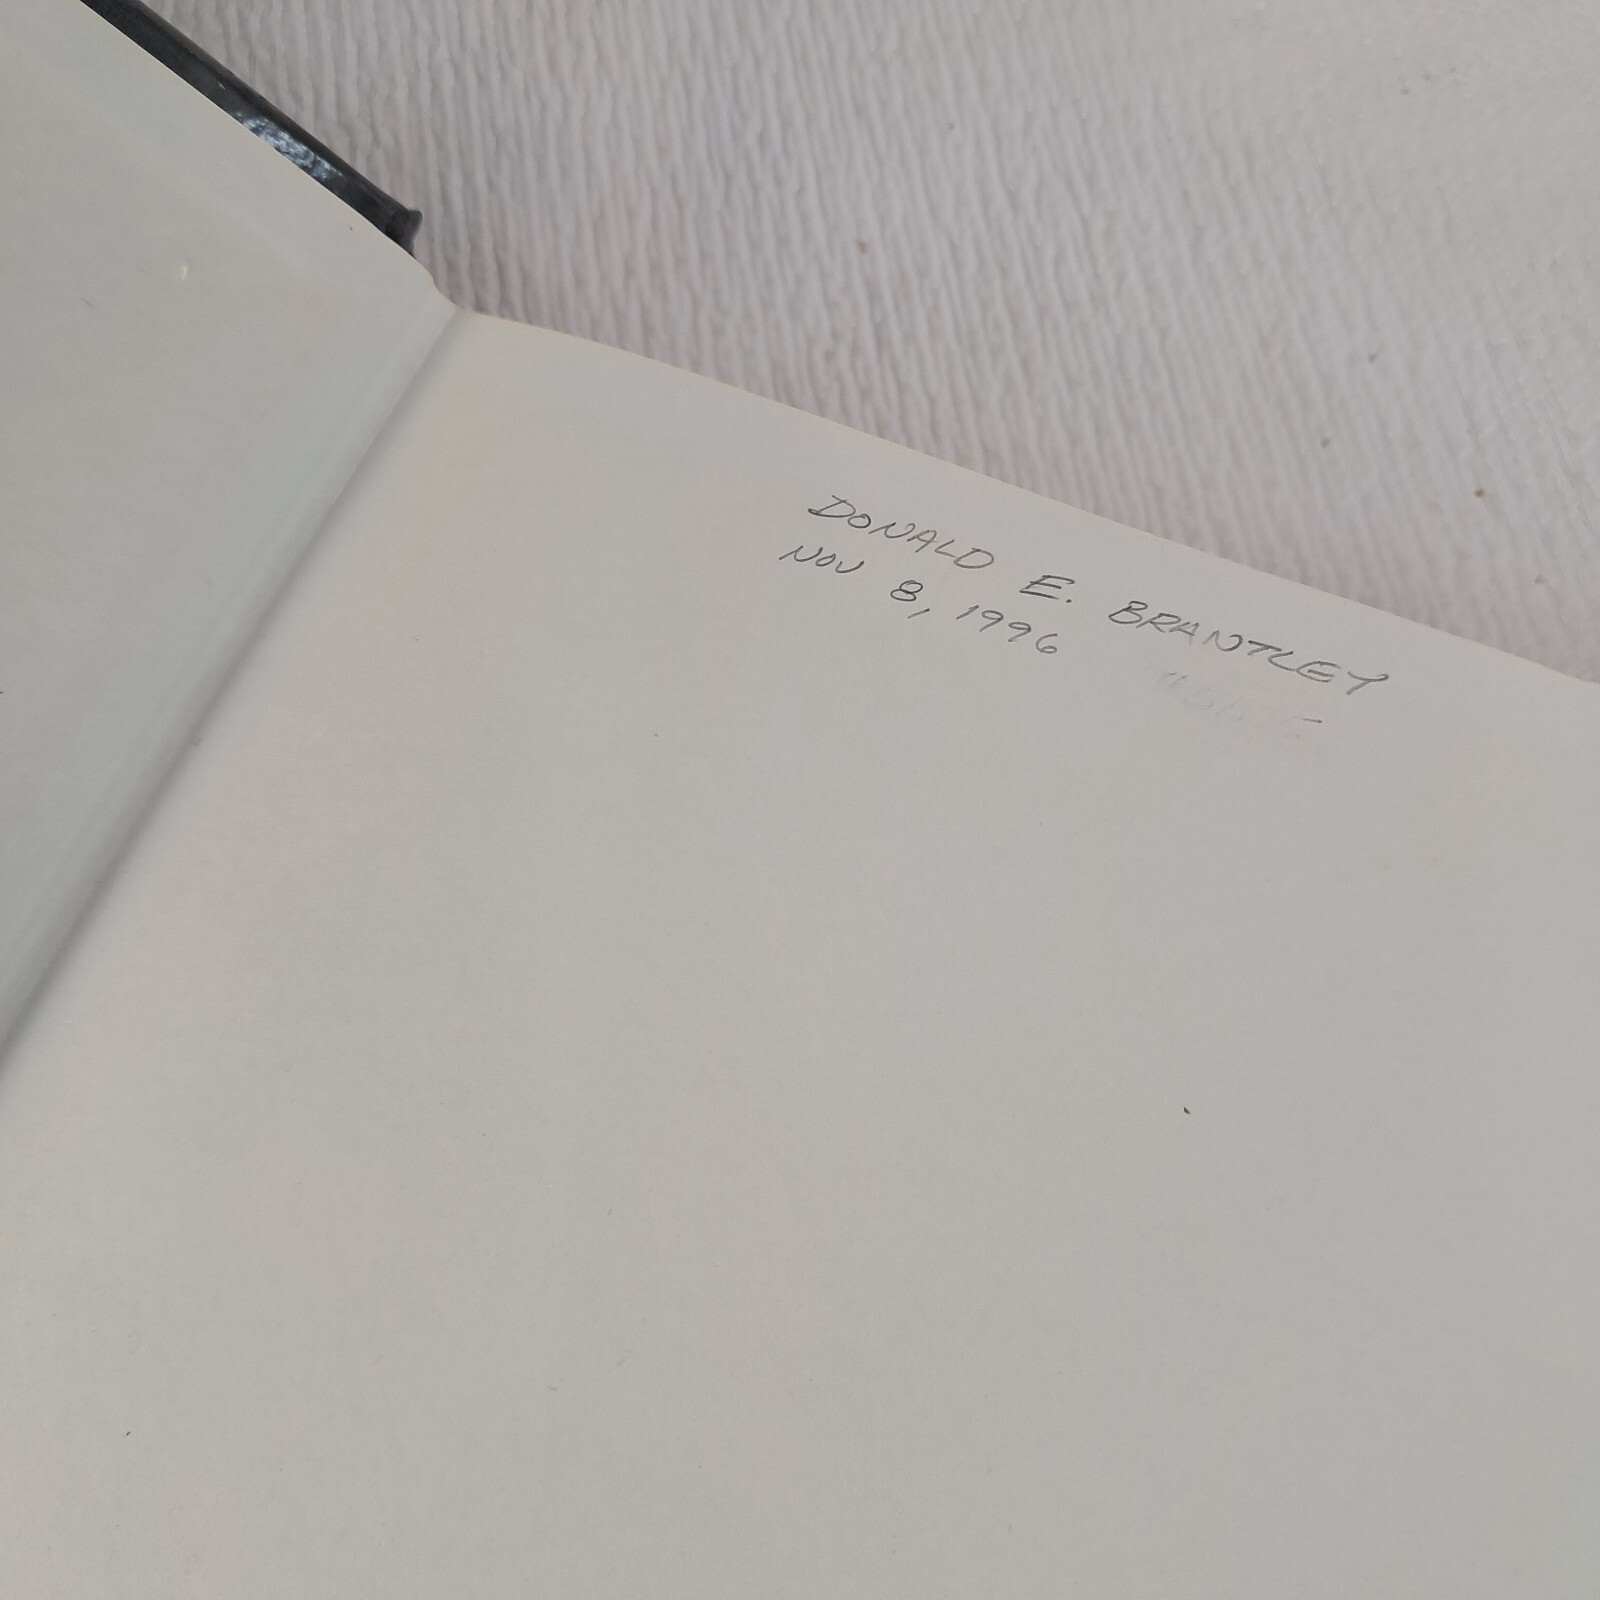 DONALD E. BRANTLEY
NOV 8, 1996